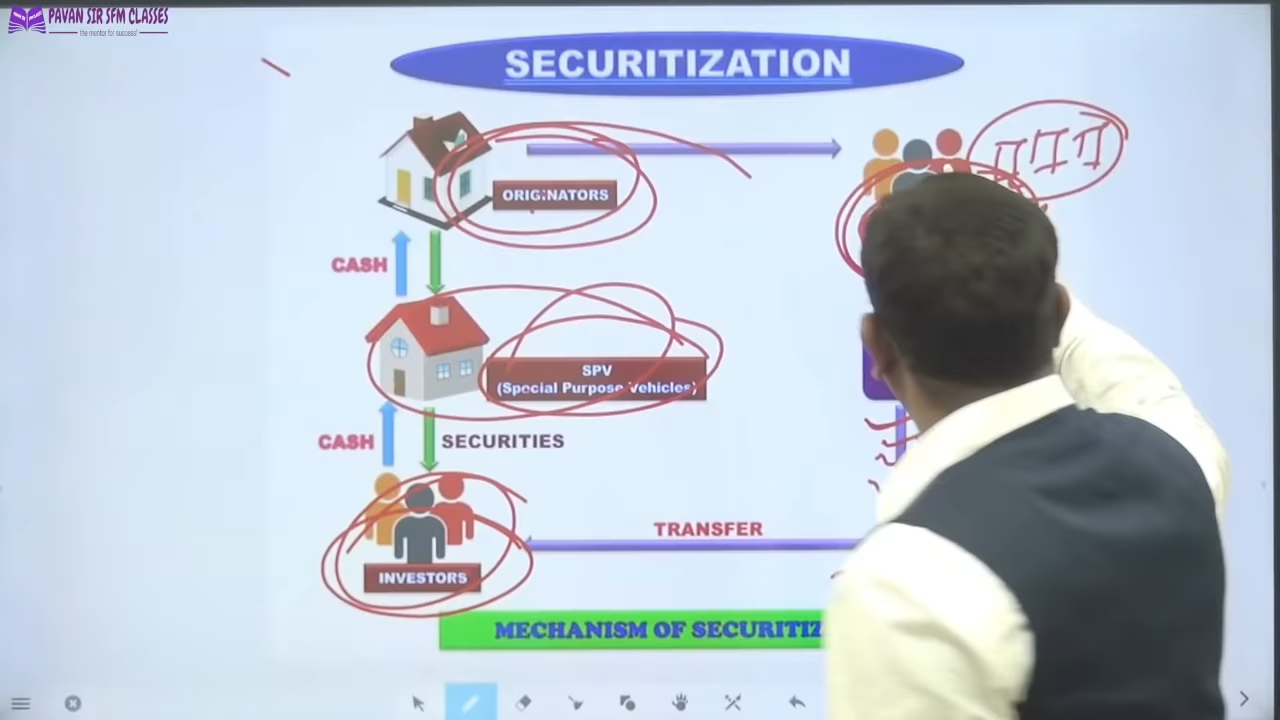 PAVAN SIR SFM CLASSES
the mentor for success!
SECURITIZATION
ORIGINATORS
CASH
SPV
(Special Purpose Vehicles)
CASH
SECURITIES
TRANSFER
INVESTORS
MECHANISM OF SECURITIZ